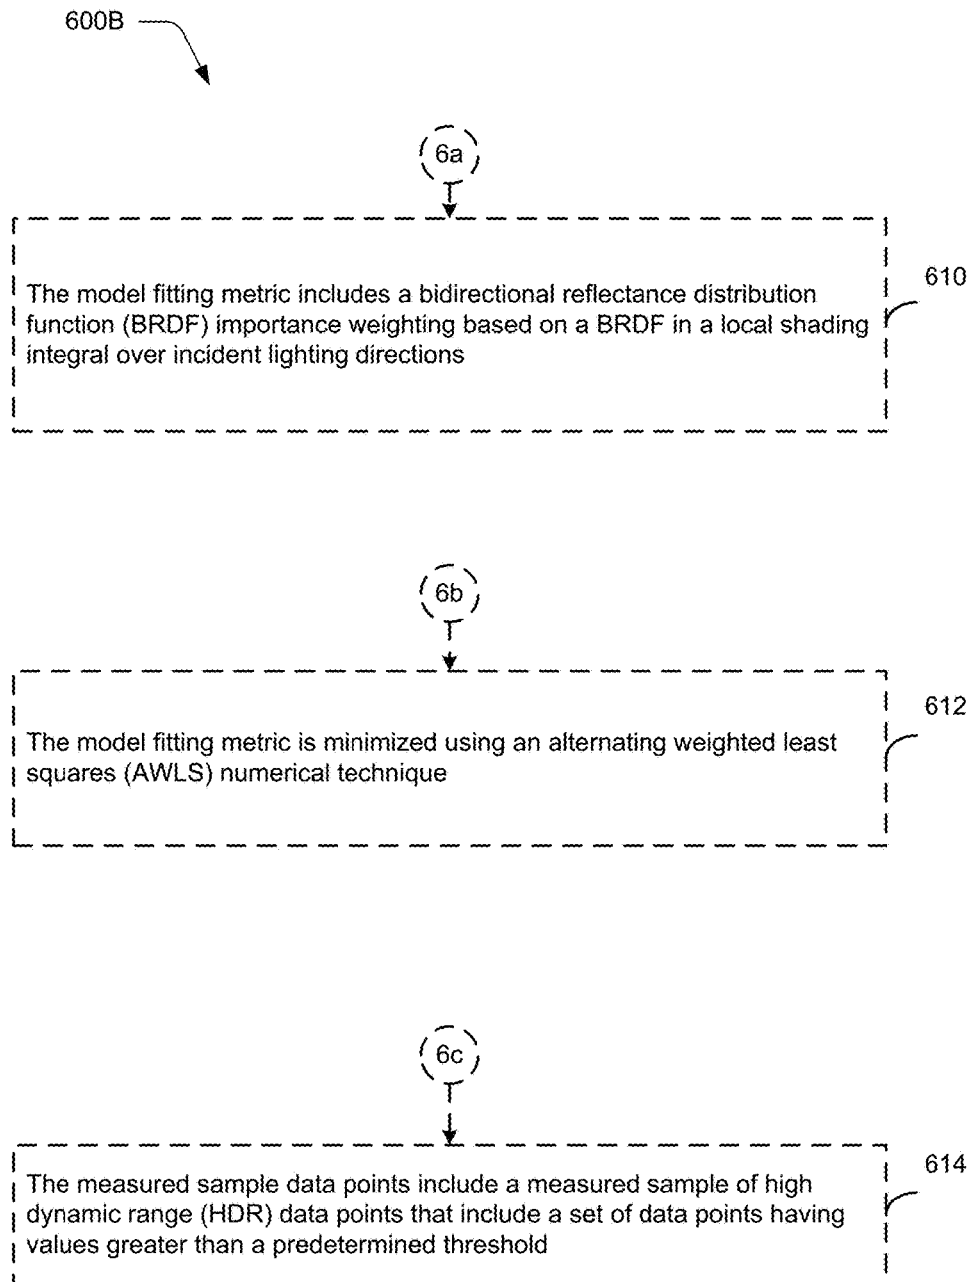 600B
6a
The model fitting metric includes a bidirectional reflectance distribution
function (BRDF) importance weighting based on a BRDF in a local shading
integral over incident lighting directions
610
6b
The model fitting metric is minimized using an alternating weighted least
squares (AWLS) numerical technique
612
6c
The measured sample data points include a measured sample of high
dynamic range (HDR) data points that include a set of data points having
values greater than a predetermined threshold
614